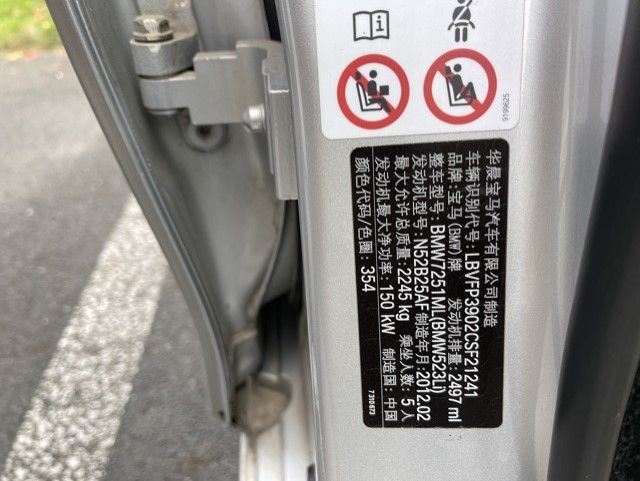 9199625
华晨宝马汽车有限公司制造
车辆识别代号: LBVFP3902CSF21241
品牌: 宝马 (BMW) 牌 发动机排量: 2497 ml
整车型号: BMW7251ML(BMW523Li)
发动机型号: N52B25AF 制造年月: 2012.02
最大允许总质量: 2245 kg 乘坐人数: 5 人
发动机最大净功率: 150 kW 制造国: 中国
颜色代码/色圈: 354
7310673